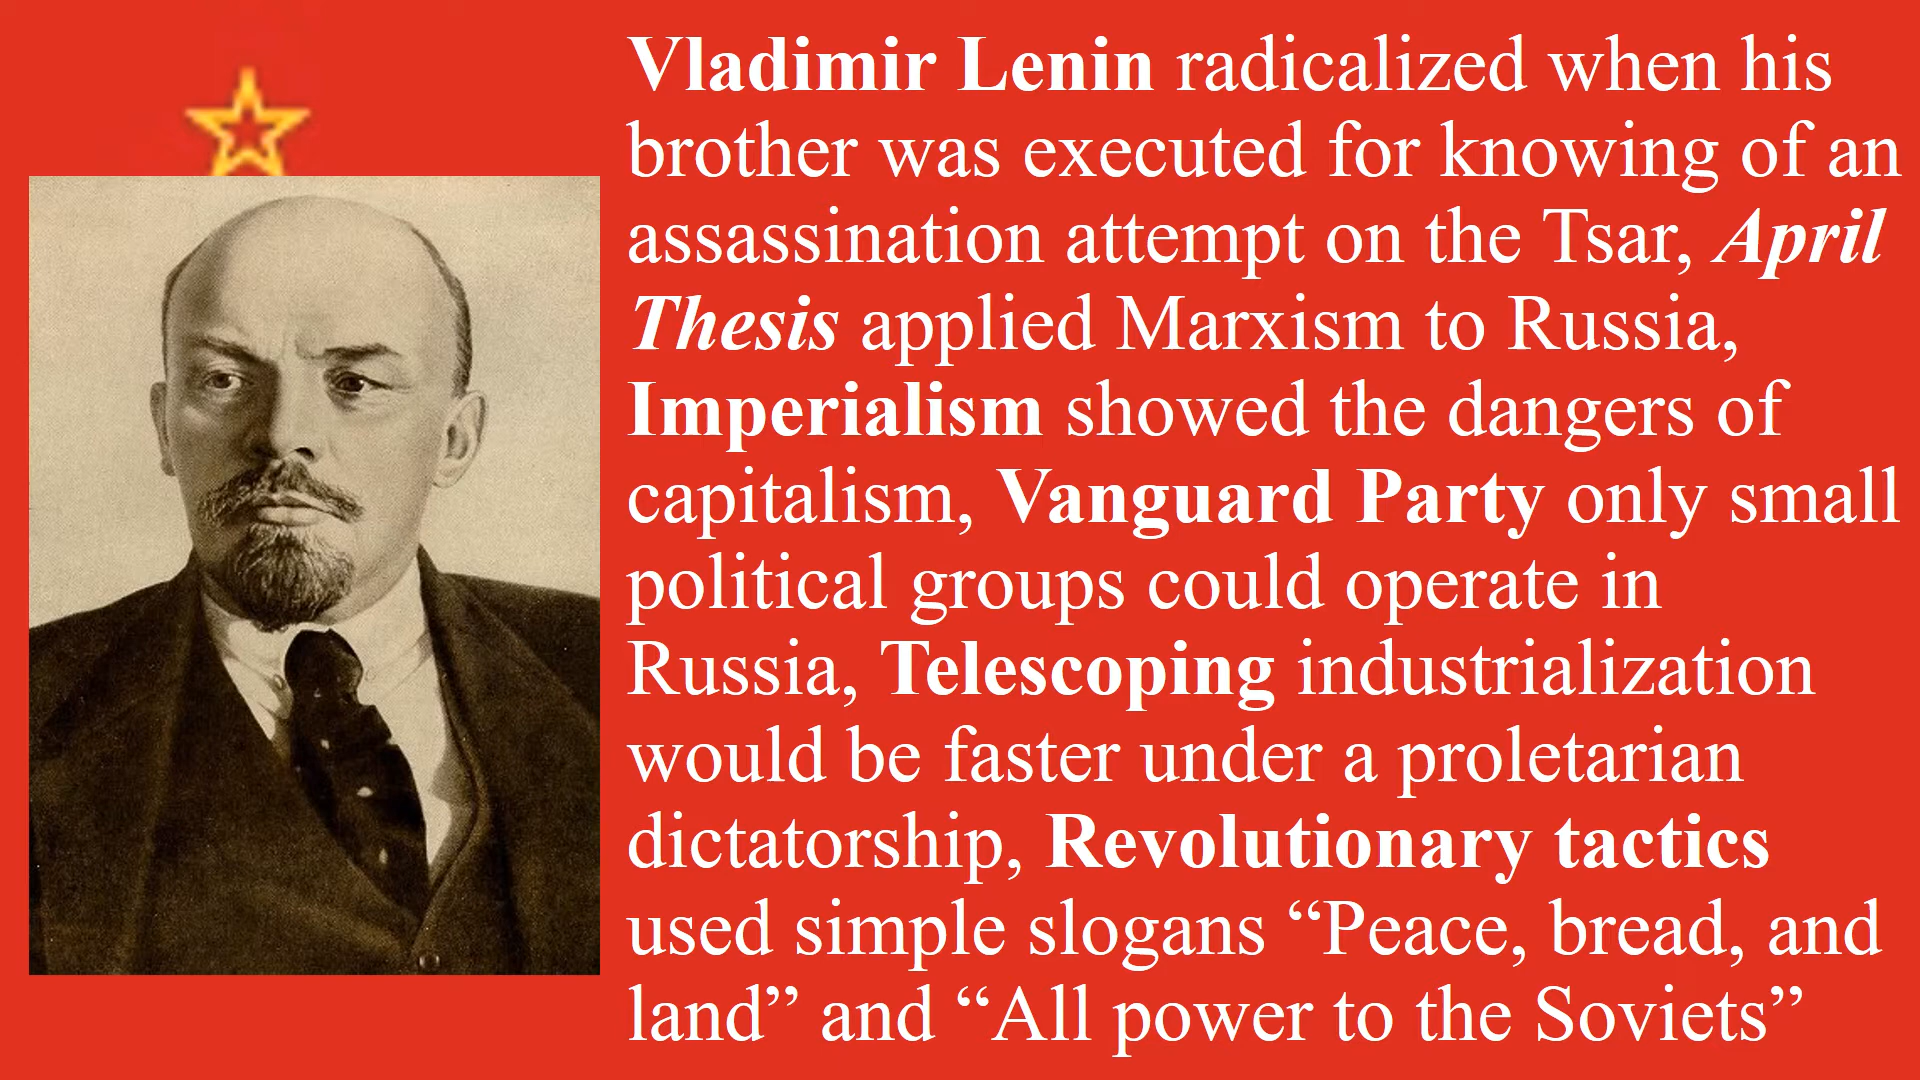 Vladimir Lenin radicalized when his
brother was executed for knowing of an
assassination attempt on the Tsar, April
Thesis applied Marxism to Russia,
Imperialism showed the dangers of
capitalism, Vanguard Party only small
political groups could operate in
Russia, Telescoping industrialization
would be faster under a proletarian
dictatorship, Revolutionary tactics
used simple slogans “Peace, bread, and
land” and “All power to the Soviets”